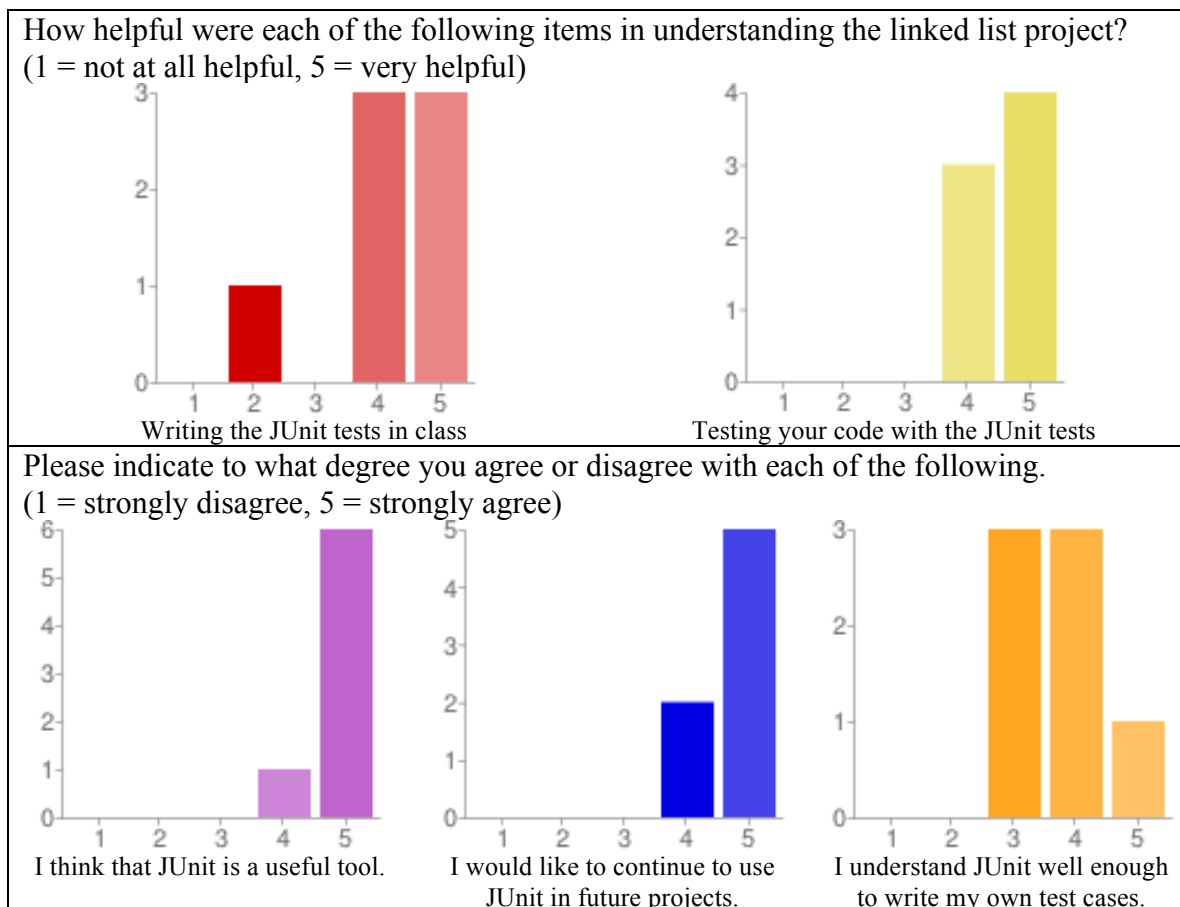 How helpful were each of the following items in understanding the linked list project?
(1 = not at all helpful, 5 = very helpful)
3
2
1
0
1 2 3 4 5
Writing the JUnit tests in class
4
3
2
1
0
1 2 3 4 5
Testing your code with the JUnit tests
Please indicate to what degree you agree or disagree with each of the following.
(1 = strongly disagree, 5 = strongly agree)
6
5
4
3
2
1
0
1 2 3 4 5
I think that JUnit is a useful tool.
5
4
3
2
1
0
1 2 3 4 5
I would like to continue to use
JUnit in future projects.
3
2
1
0
1 2 3 4 5
I understand JUnit well enough
to write my own test cases.